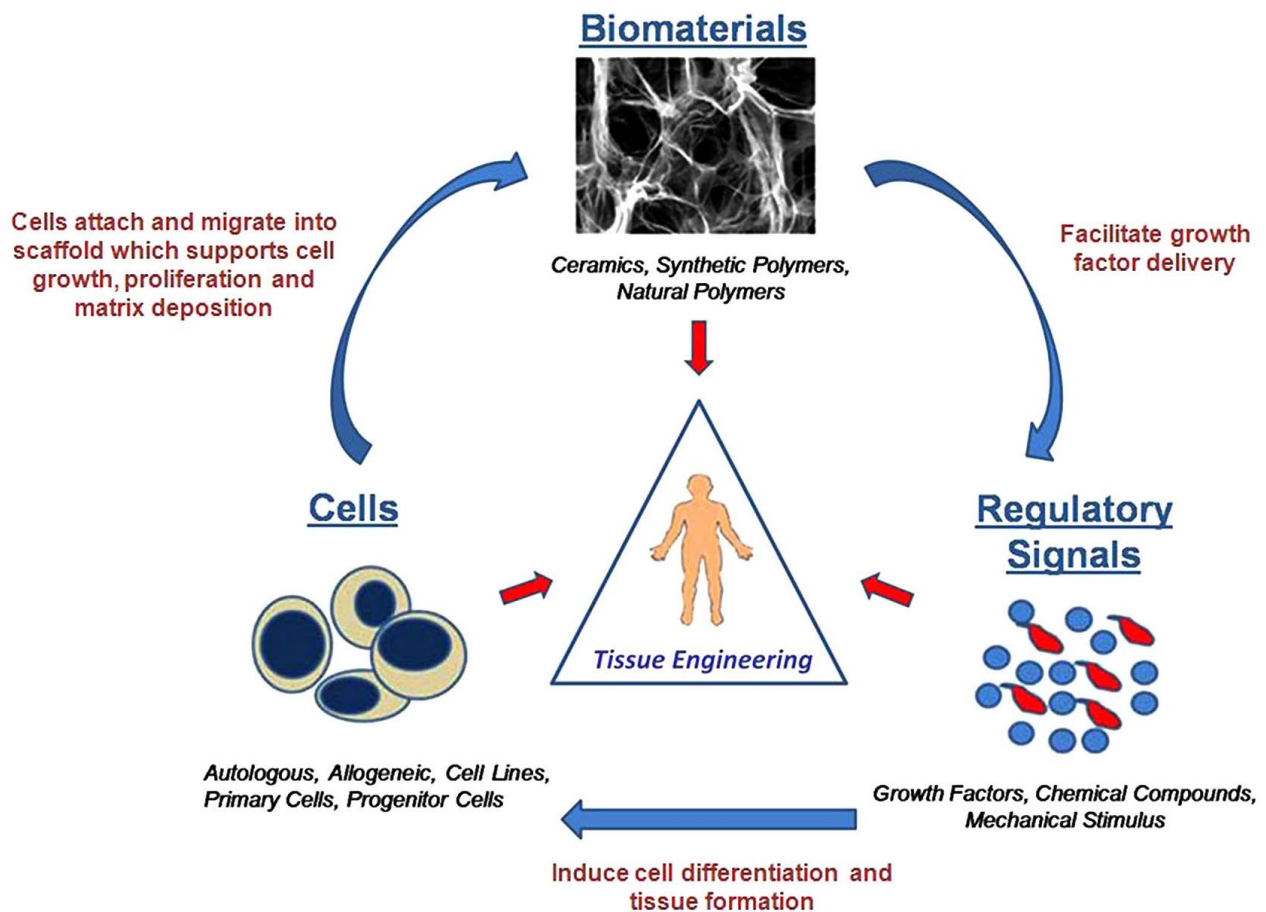 Biomaterials
Ceramics, Synthetic Polymers,
Natural Polymers
Cells attach and migrate into
scaffold which supports cell
growth, proliferation and
matrix deposition
Facilitate growth
factor delivery
Cells
Autologous, Allogeneic, Cell Lines,
Primary Cells, Progenitor Cells
Tissue Engineering
Regulatory
Signals
Growth Factors, Chemical Compounds,
Mechanical Stimulus
Induce cell differentiation and
tissue formation